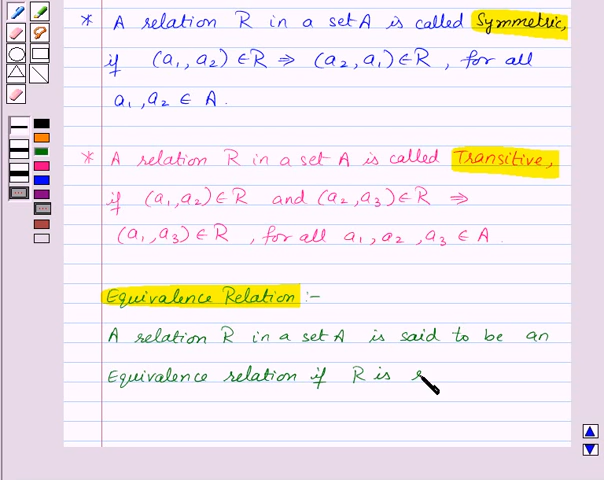 * A relation R in a set A is called Symmetric,
if (a₁, a₂) ∈ R ⇒ (a₂, a₁) ∈ R, for all
a₁, a₂ ∈ A.
* A relation R in a set A is called Transitive,
if (a₁, a₂) ∈ R and (a₂, a₃) ∈ R ⇒
(a₁, a₃) ∈ R, for all a₁, a₂, a₃ ∈ A
Equivalence Relation :-
A relation R in a set A is said to be an
Equivalence relation if R is